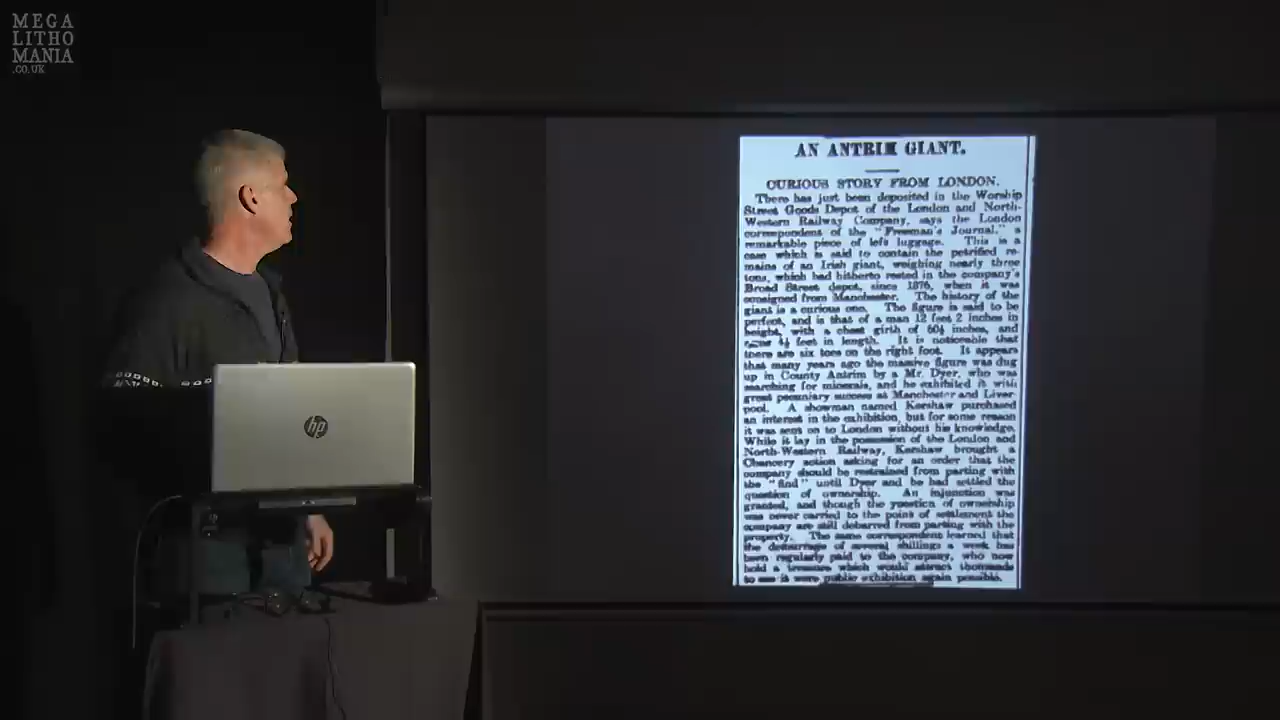 MEGA
LITHO
MANIA
.CO.UK
hp
AN ANTRIM GIANT.
CURIOUS STORY FROM LONDON.
There has just been deposited in the Worship
Street Goods Depot of the London and North-
Western Railway Company, says the London
correspondent of the "Freeman's Journal," a
remarkable piece of left luggage. This is a
case which is said to contain the petrified re-
mains of an Irish giant, weighing nearly three
tons, which had hitherto rested in the company's
Broad Street depot, since 1876, when it was
consigned from Manchester. The history of the
giant is a curious one. The figure is said to be
perfect, and is that of a man 12 feet 2 inches in
height, with a chest girth of 60½ inches, and
4½ feet in length. It is noticeable that
there are six toes on the right foot. It appears
that many years ago the massive figure was dug
up in County Antrim by a Mr. Dyer, who was
searching for minerals, and he exhibited it with
great pecuniary success at Manchester and Liver-
pool. A showman named Kershaw purchased
an interest in the exhibition, but for some reason
it was sent on to London without his knowledge.
While it lay in the possession of the London and
North-Western Railway, Kershaw brought a
Chancery action asking for an order that the
company should be restrained from parting with
the "find" until Dyer and he had settled the
question of ownership. An injunction was
granted, and though the question of ownership
was never carried to the point of settlement the
company are still debarred from parting with the
property. The same correspondent learned that
the demurrage of several shillings a week has
been regularly paid to the company, who now
hold a treasure which would attract thousands
to see it were public exhibition again possible.